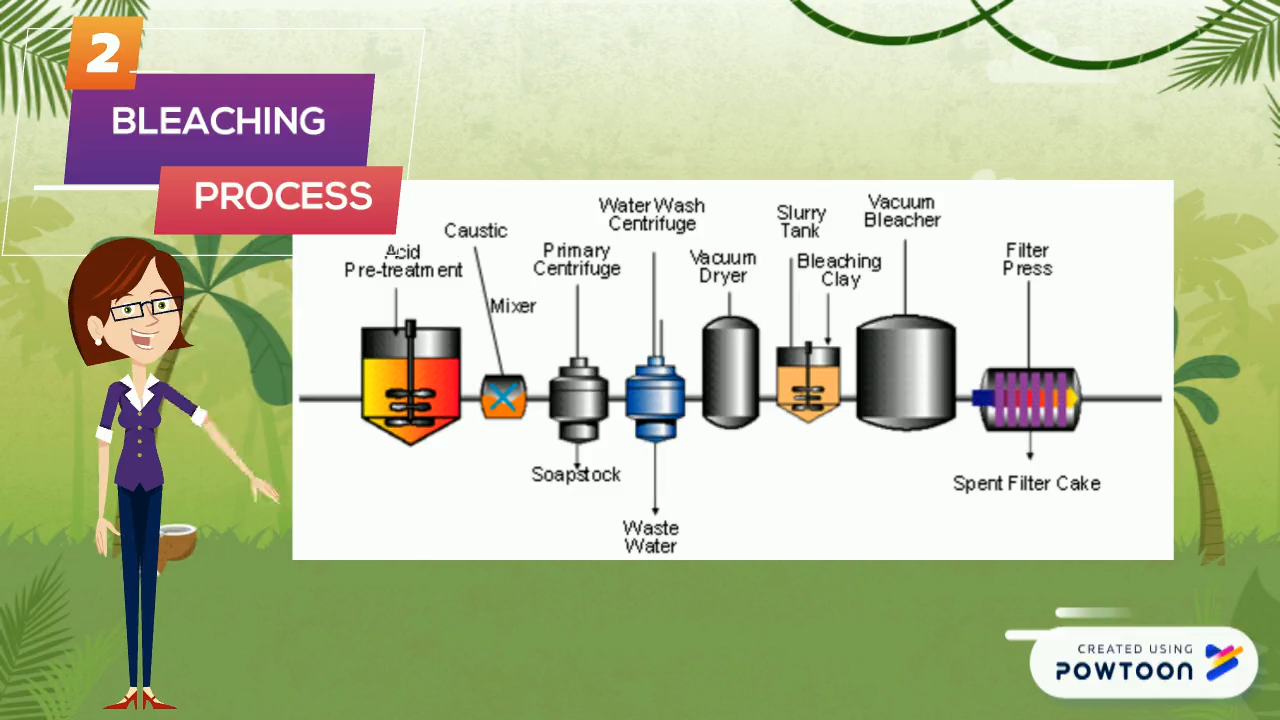 2
BLEACHING
PROCESS
Acid
Pre-treatment
Caustic
Mixer
Primary
Centrifuge
Water Wash
Centrifuge
Vacuum
Dryer
Slurry
Tank
Bleaching
Clay
Vacuum
Bleacher
Filter
Press
Soapstock
Waste
Water
Spent Filter Cake
CREATED USING
POWTOON